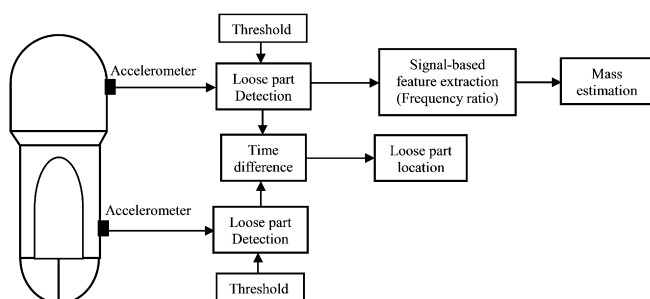 Threshold
Accelerometer
Loose part
Detection
Signal-based
feature extraction
(Frequency ratio)
Mass
estimation
Time
difference
Loose part
location
Accelerometer
Loose part
Detection
Threshold